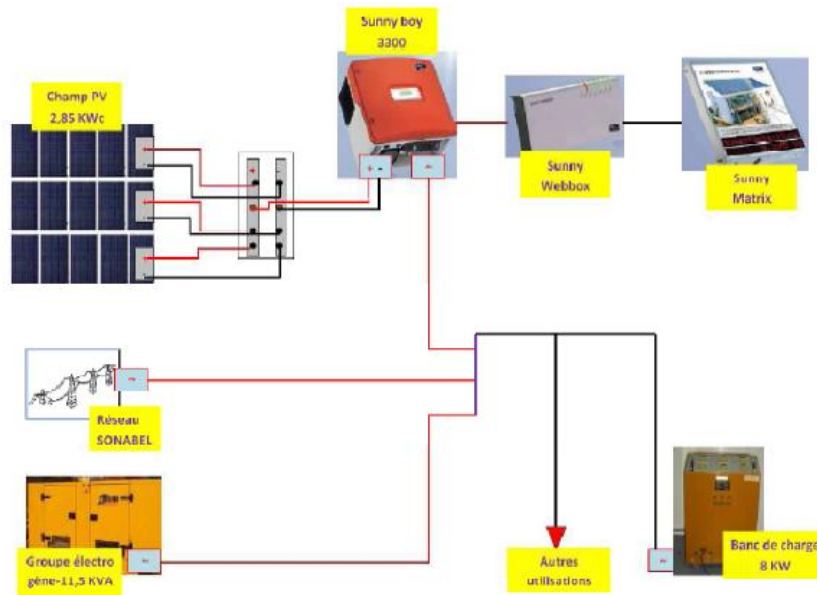 Sunny boy
3300
Champ PV
2,85 KWc
Sunny
Webbox
Sunny
Matrix
Réseau
SONABEL
Groupe électro
gène-11,5 KVA
Autres
utilisations
Banc de charge
8 KW